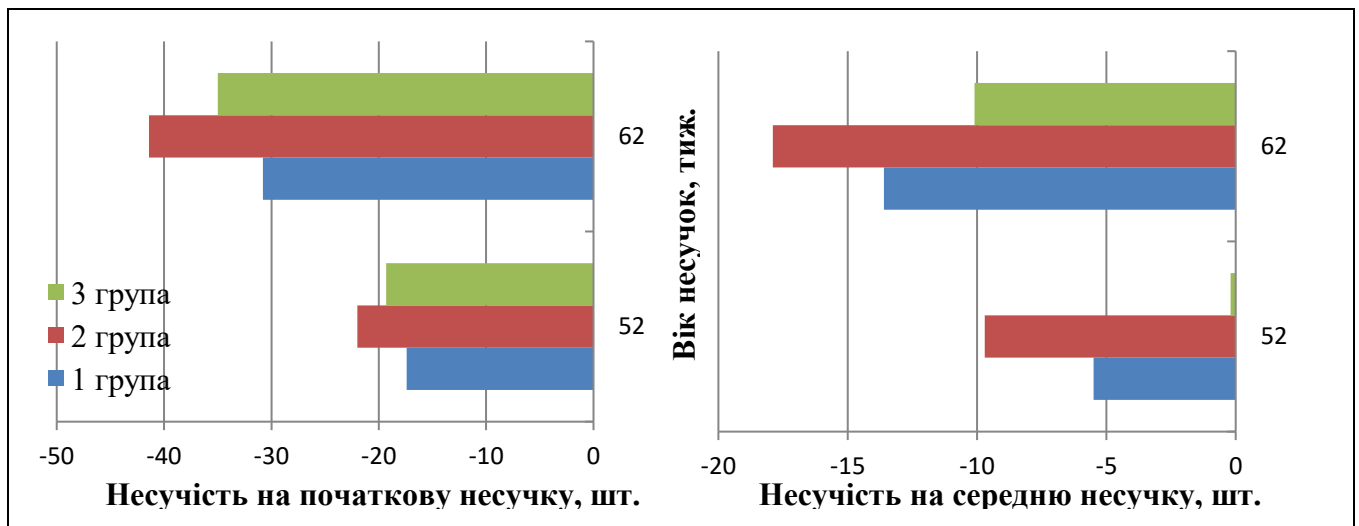 62
52
3 група
2 група
1 група
-50 -40 -30 -20 -10 0
Несучість на початкову несучку, шт.
Вік несучок, тиж.
62
52
-20 -15 -10 -5 0
Несучість на середню несучку, шт.